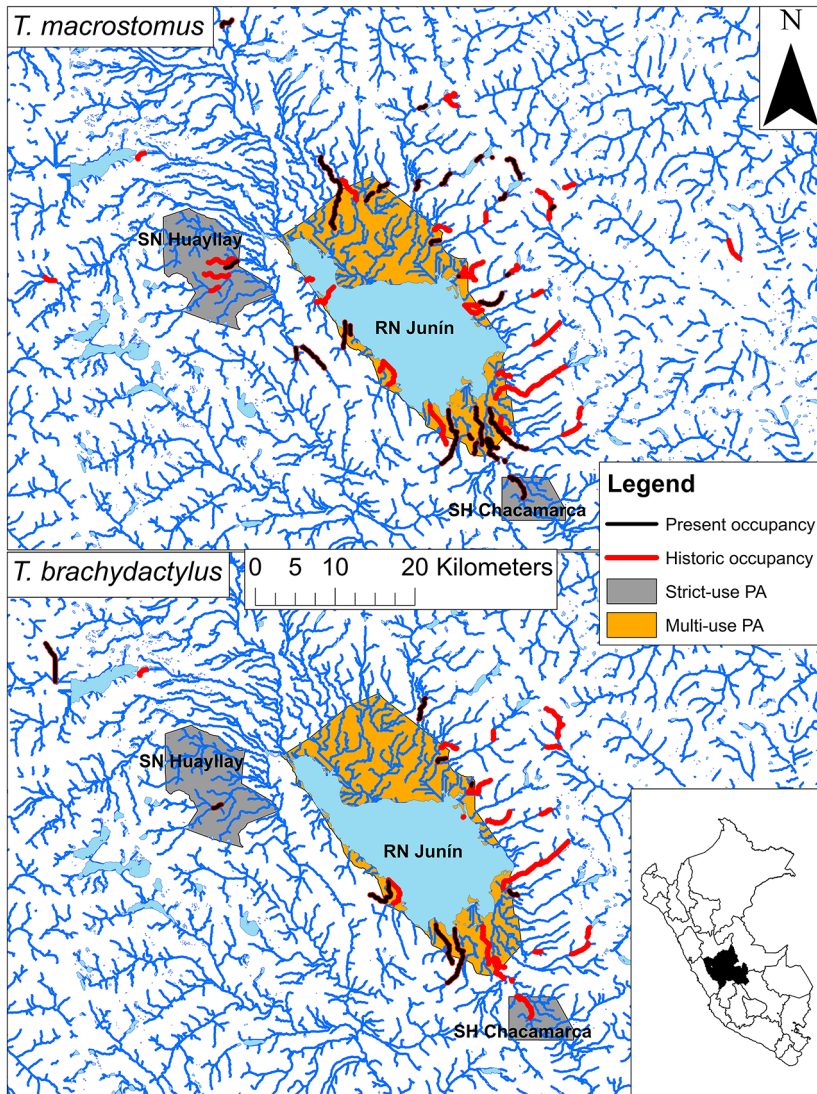 T. macrostomus
N
SN Huayllay
RN Junín
SH Chacamarca
Legend
Present occupancy
Historic occupancy
Strict-use PA
Multi-use PA
T. brachydactylus
0 5 10 20 Kilometers
SN Huayllay
RN Junín
SH Chacamarca